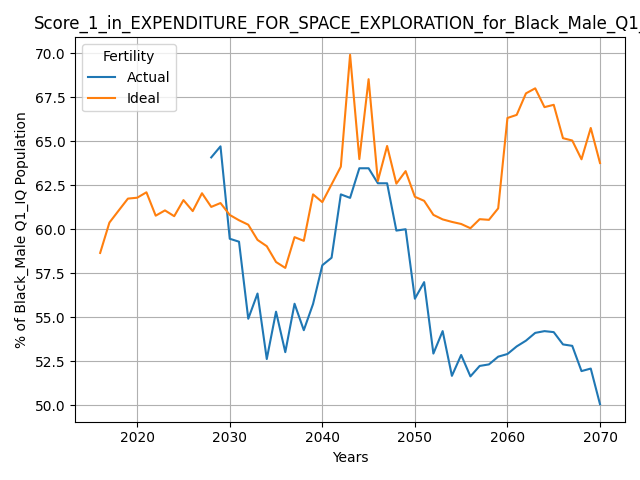 Score_1_in_EXPENDITURE_FOR_SPACE_EXPLORATION_for_Black_Male_Q1_
Fertility
Actual
Ideal
70.0
67.5
65.0
62.5
60.0
57.5
55.0
52.5
50.0
% of Black_Male Q1_IQ Population
2020 2030 2040 2050 2060 2070
Years